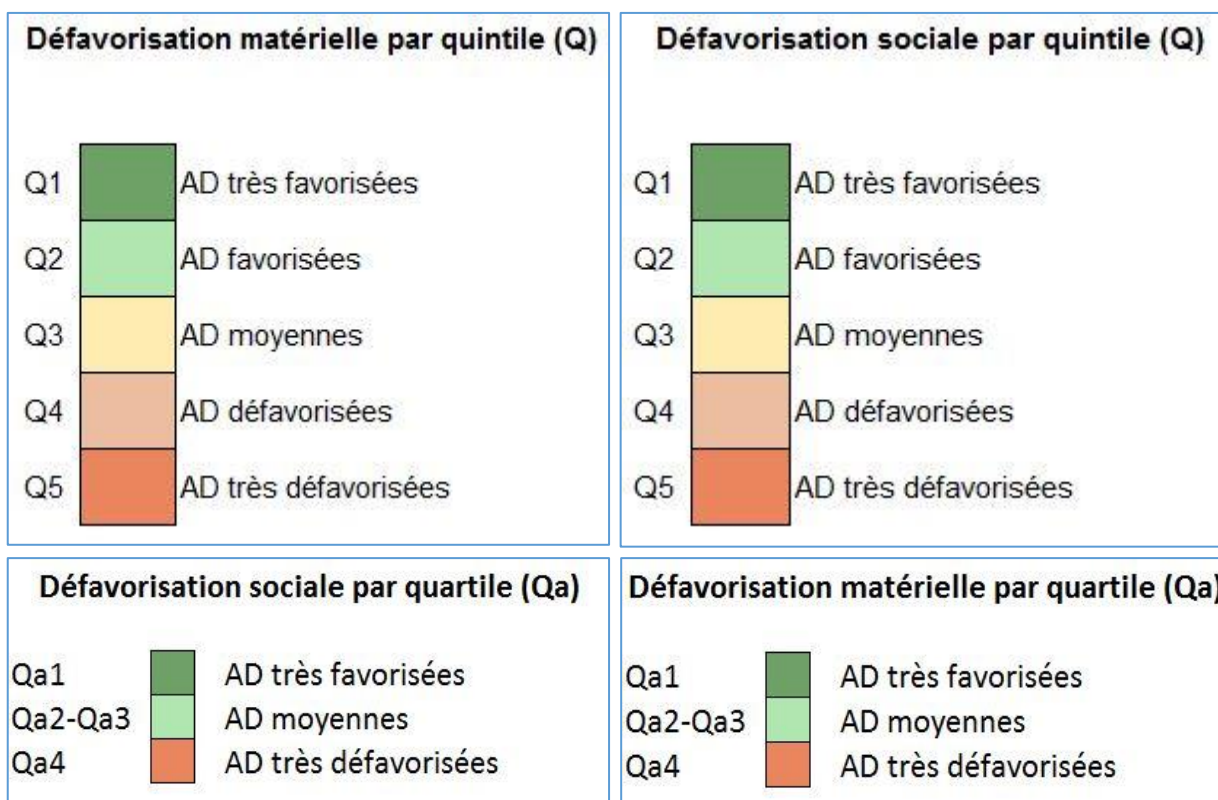 Défavorisation matérielle par quintile (Q)
Q1 AD très favorisées
Q2 AD favorisées
Q3 AD moyennes
Q4 AD défavorisées
Q5 AD très défavorisées
Défavorisation sociale par quintile (Q)
Q1 AD très favorisées
Q2 AD favorisées
Q3 AD moyennes
Q4 AD défavorisées
Q5 AD très défavorisées
Défavorisation sociale par quartile (Qa)
Qa1 AD très favorisées
Qa2-Qa3 AD moyennes
Qa4 AD très défavorisées
Défavorisation matérielle par quartile (Qa)
Qa1 AD très favorisées
Qa2-Qa3 AD moyennes
Qa4 AD très défavorisées